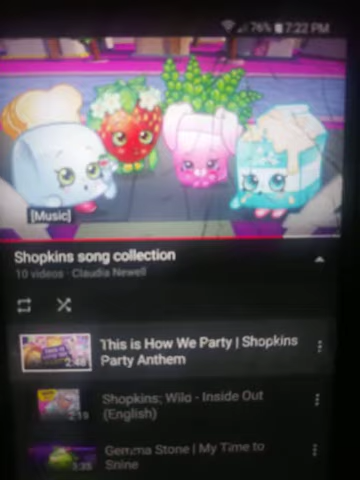 76% 7:22 PM
[Music]
Shopkins song collection
10 videos · Claudia Newell
This is How We Party | Shopkins
Party Anthem
2:48
Shopkins; Wild - Inside Out
(English)
2:19
Gemma Stone | My Time to
Shine
3:35